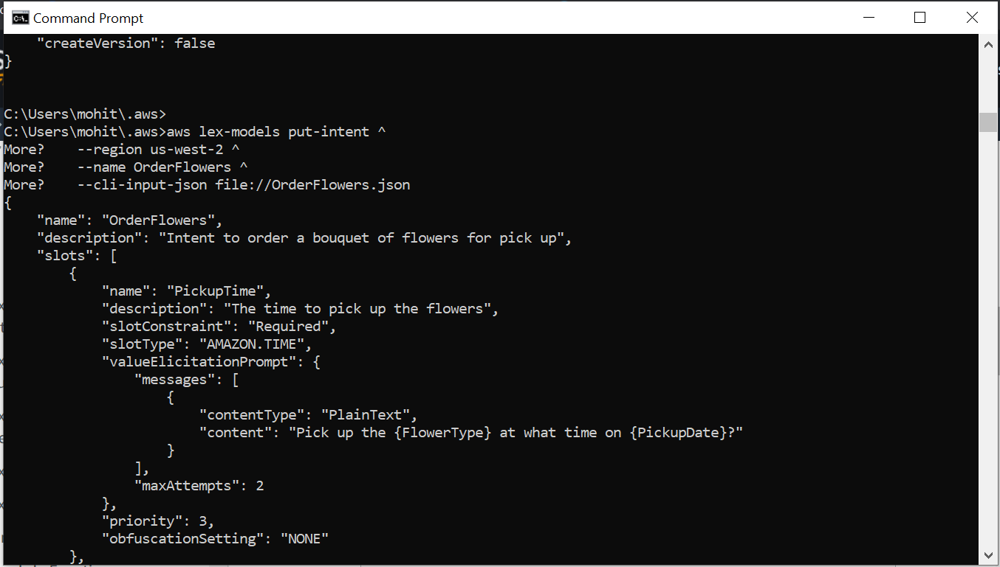 Command Prompt
    "createVersion": false
}
C:\Users\mohit\.aws>
C:\Users\mohit\.aws>aws lex-models put-intent ^
More?    --region us-west-2 ^
More?    --name OrderFlowers ^
More?    --cli-input-json file://OrderFlowers.json
{
    "name": "OrderFlowers",
    "description": "Intent to order a bouquet of flowers for pick up",
    "slots": [
        {
            "name": "PickupTime",
            "description": "The time to pick up the flowers",
            "slotConstraint": "Required",
            "slotType": "AMAZON.TIME",
            "valueElicitationPrompt": {
                "messages": [
                    {
                        "contentType": "PlainText",
                        "content": "Pick up the {FlowerType} at what time on {PickupDate}?"
                    }
                ],
                "maxAttempts": 2
            },
            "priority": 3,
            "obfuscationSetting": "NONE"
        },